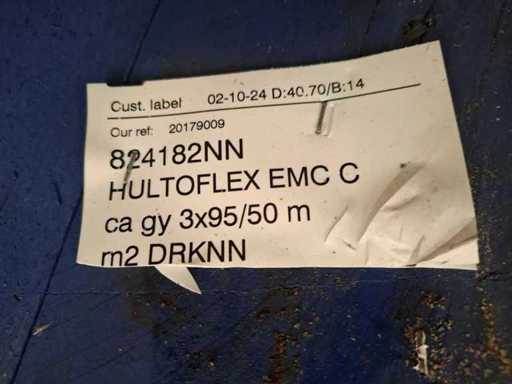 Cust. label 02-10-24 D:40.70/B:14
Our ref: 20179009
824182NN
HULTOFLEX EMC C
ca gy 3x95/50 m
m2 DRKNN